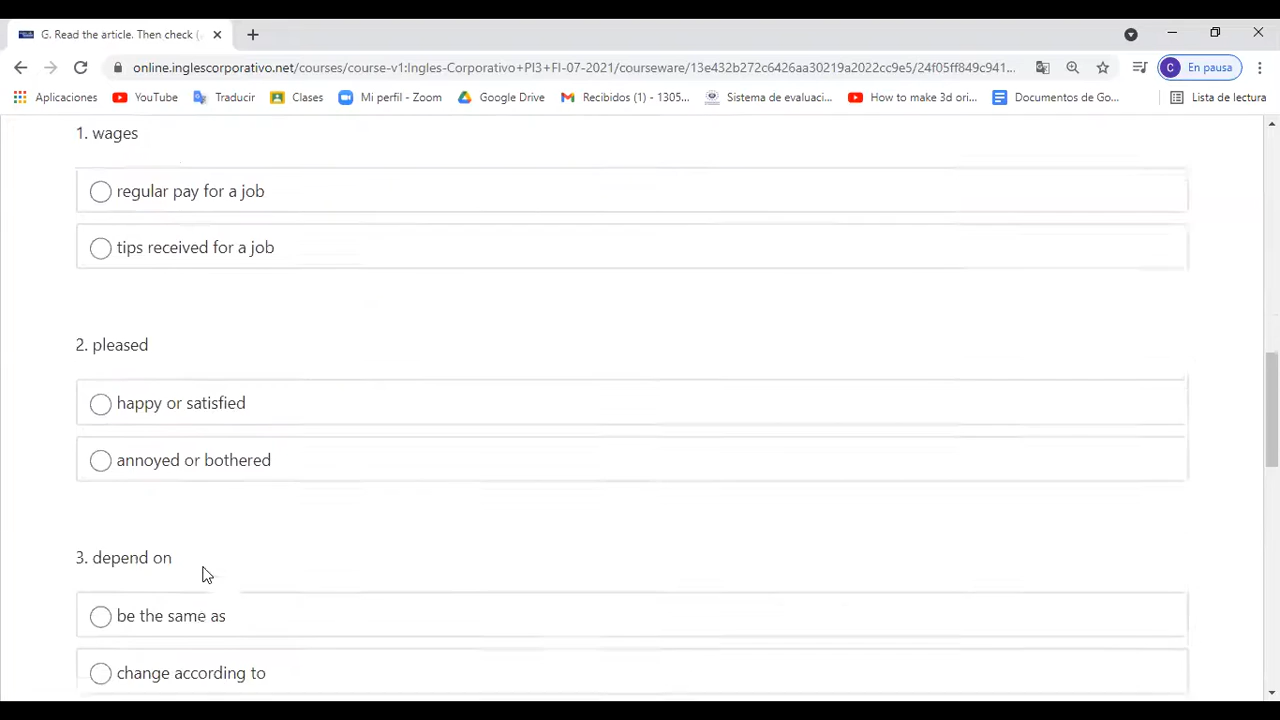 G. Read the article. Then check (
online.inglescorporativo.net/courses/course-v1:Ingles-Corporativo+PI3+FI-07-2021/courseware/13e432b272c6426aa30219a2022cc9e5/24f05ff849c941...
C En pausa
Aplicaciones YouTube Traducir Clases Mi perfil - Zoom Google Drive Recibidos (1) - 1305... Sistema de evaluaci... How to make 3d ori... Documentos de Go... Lista de lectura
1. wages
regular pay for a job
tips received for a job
2. pleased
happy or satisfied
annoyed or bothered
3. depend on
be the same as
change according to